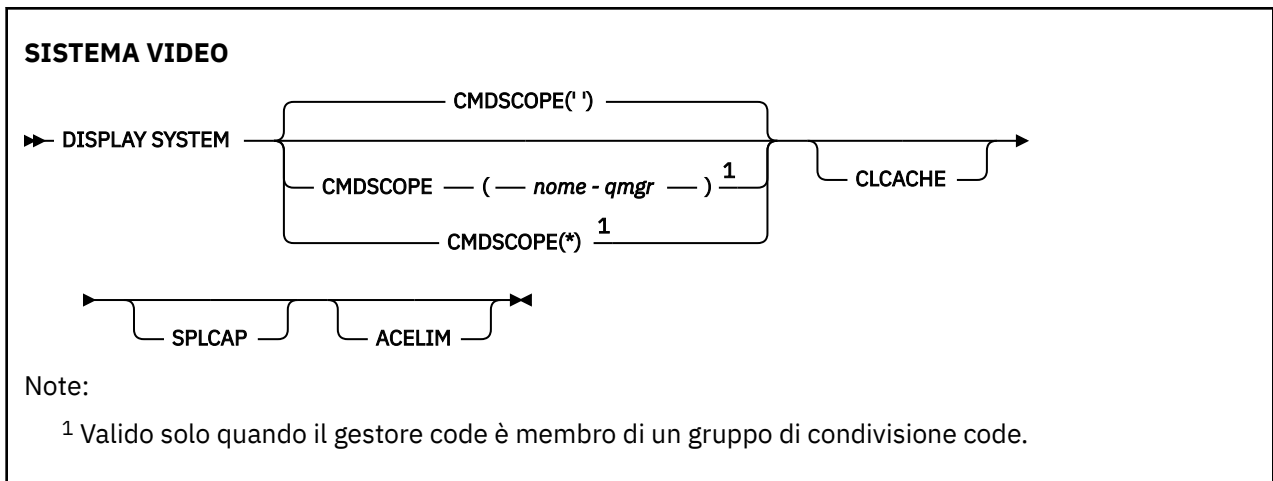 SISTEMA VIDEO
CMDSCOPE(' ')
DISPLAY SYSTEM
CMDSCOPE ( nome - qmgr ) 1
CLCACHE
CMDSCOPE(*) 1
SPLCAP
ACELIM
Note:
1 Valido solo quando il gestore code è membro di un gruppo di condivisione code.